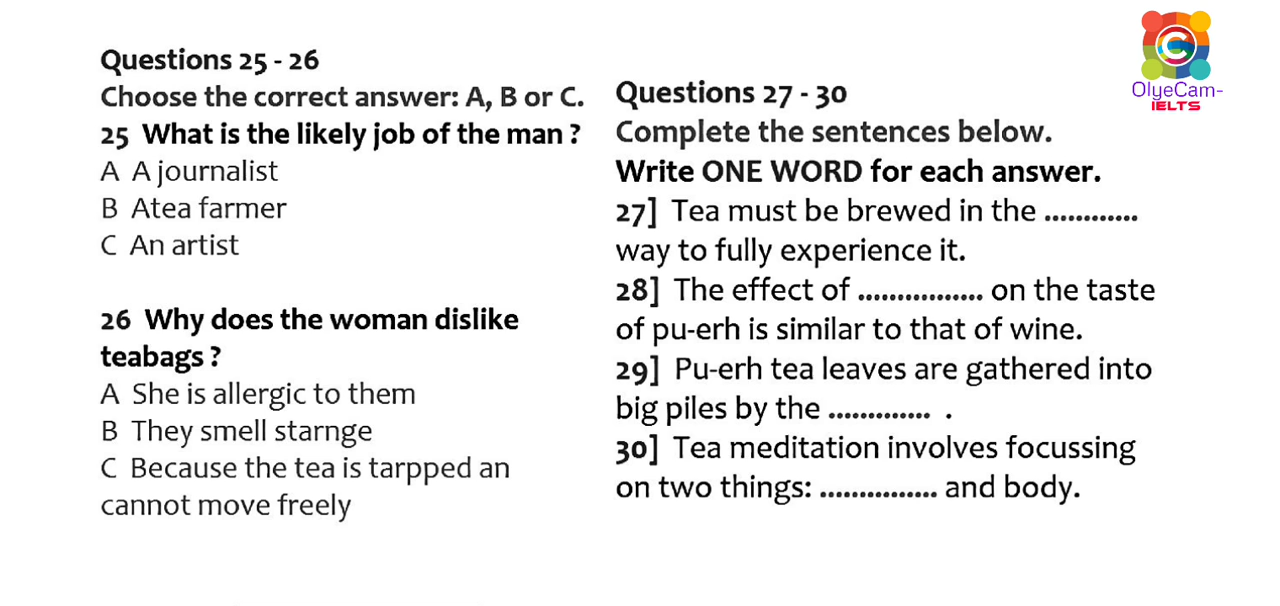 Questions 25 - 26
Choose the correct answer: A, B or C.
25 What is the likely job of the man ?
A A journalist
B Atea farmer
C An artist
26 Why does the woman dislike
teabags ?
A She is allergic to them
B They smell starnge
C Because the tea is tarpped an
cannot move freely
Questions 27 - 30
Complete the sentences below.
Write ONE WORD for each answer.
27] Tea must be brewed in the ............
way to fully experience it.
28] The effect of ................ on the taste
of pu-erh is similar to that of wine.
29] Pu-erh tea leaves are gathered into
big piles by the ............. .
30] Tea meditation involves focussing
on two things: ............... and body.
C
OlyeCam-
IELTS